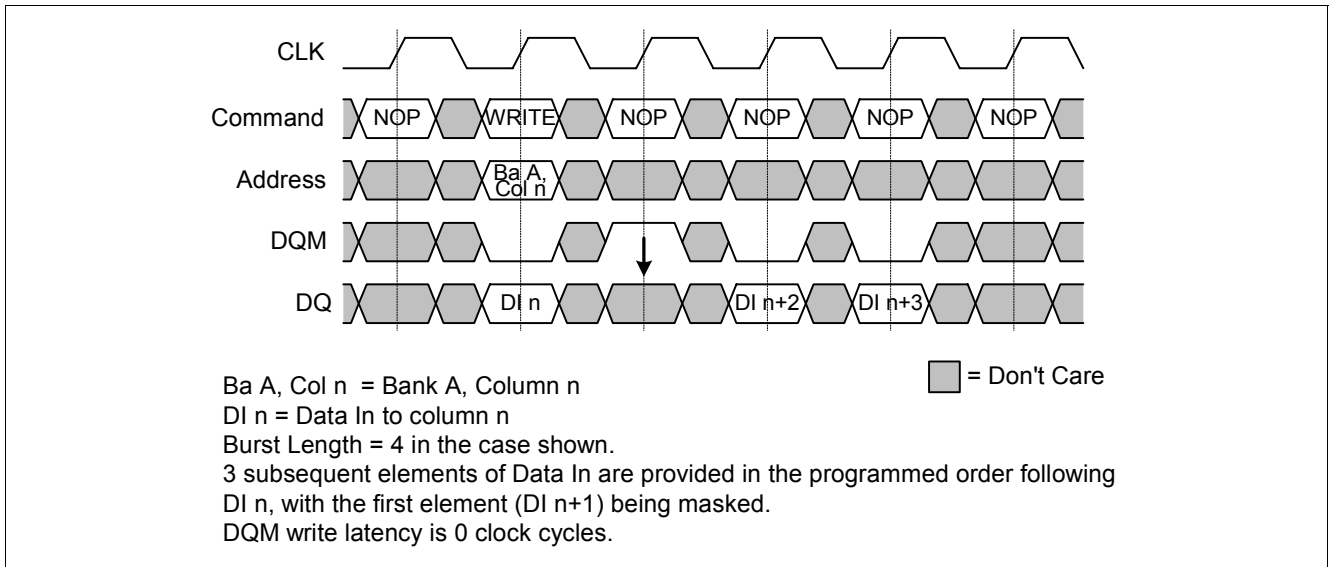 CLK
Command NOP WRITE NOP NOP NOP NOP
Address Ba A,
Col n
DQM
DQ DI n DI n+2 DI n+3
Ba A, Col n = Bank A, Column n
= Don't Care
DI n = Data In to column n
Burst Length = 4 in the case shown.
3 subsequent elements of Data In are provided in the programmed order following
DI n, with the first element (DI n+1) being masked.
DQM write latency is 0 clock cycles.